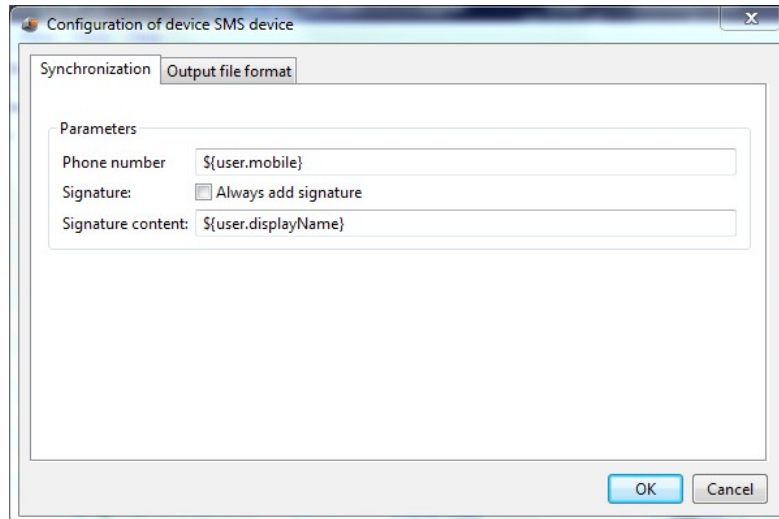 Configuration of device SMS device
x
Synchronization Output file format
Parameters
Phone number ${user.mobile}
Signature: Always add signature
Signature content: ${user.displayName}
OK Cancel